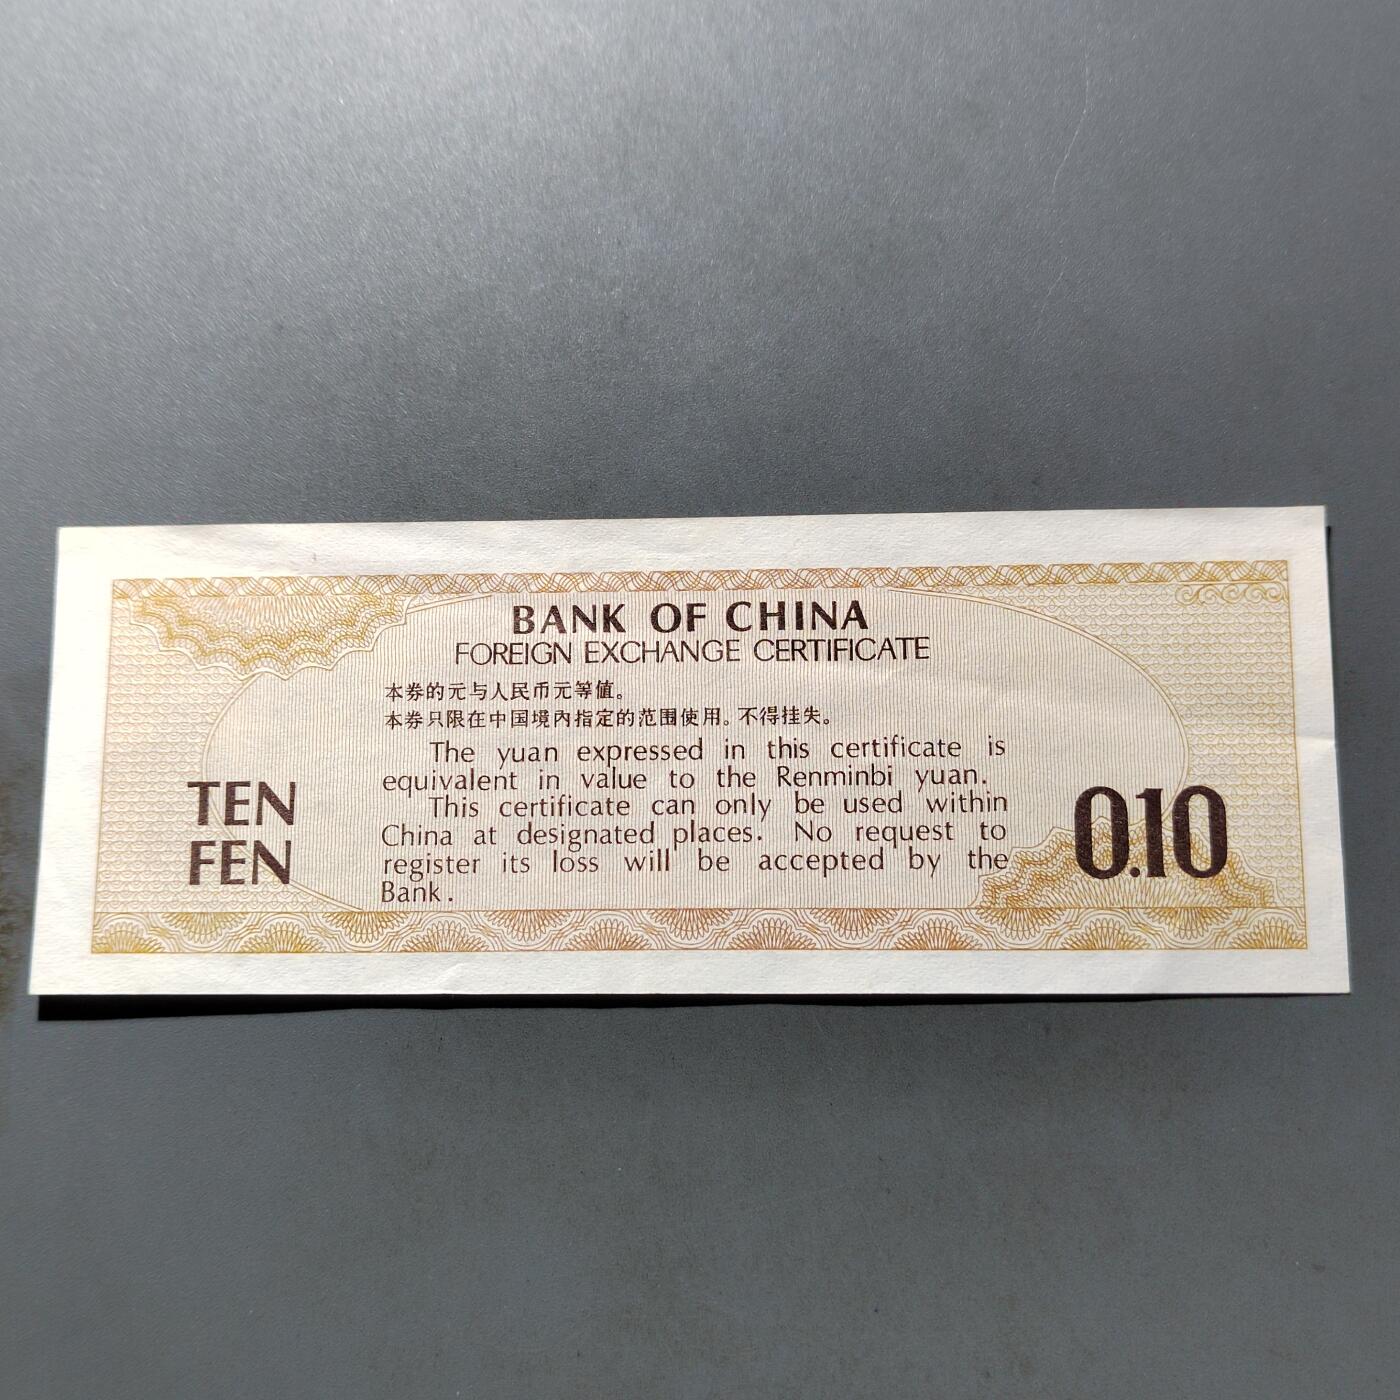 BANK OF CHINA
FOREIGN EXCHANGE CERTIFICATE
本券的元与人民币元等值。
本券只限在中国境内指定的范围使用。不得挂失。
The yuan expressed in this certificate is
equivalent in value to the Renminbi yuan.
This certificate can only be used within
China at designated places. No request to
register its loss will be accepted by the
Bank.
TEN
FEN
0.10